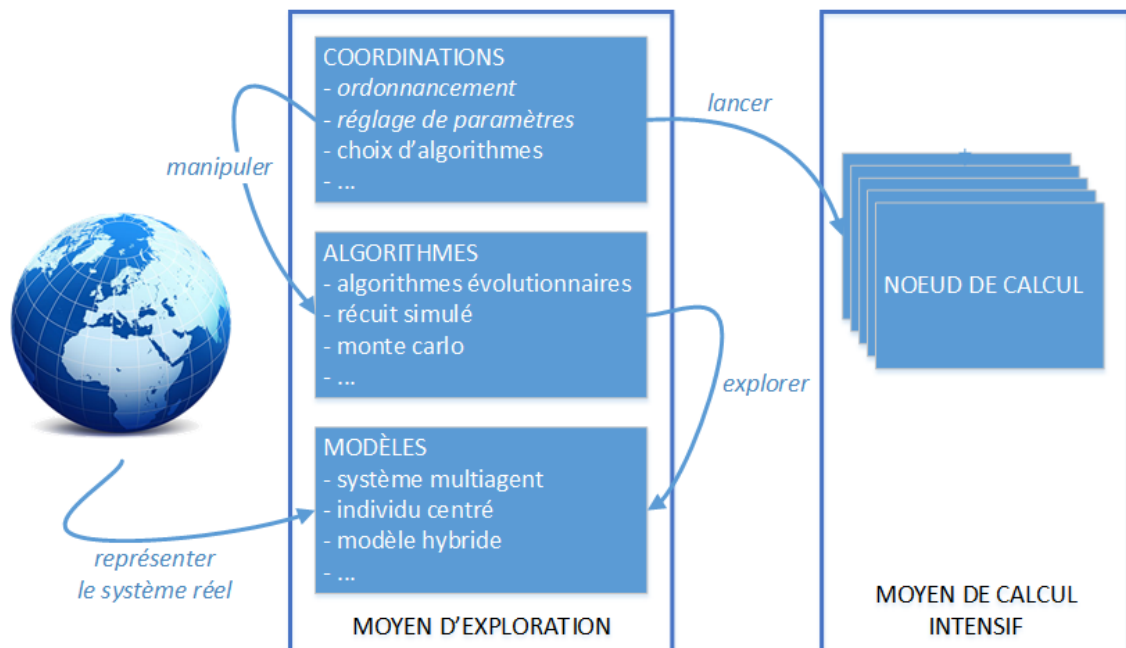 COORDINATIONS
- ordonnancement
- réglage de paramètres
- choix d'algorithmes
- ...
lancer
manipuler
ALGORITHMES
- algorithmes évolutionnaires
- récuit simulé
- monte carlo
- ...
NOEUD DE CALCUL
explorer
MODÈLES
- système multiagent
- individu centré
- modèle hybride
- ...
représenter
le système réel
MOYEN D'EXPLORATION
MOYEN DE CALCUL
INTENSIF